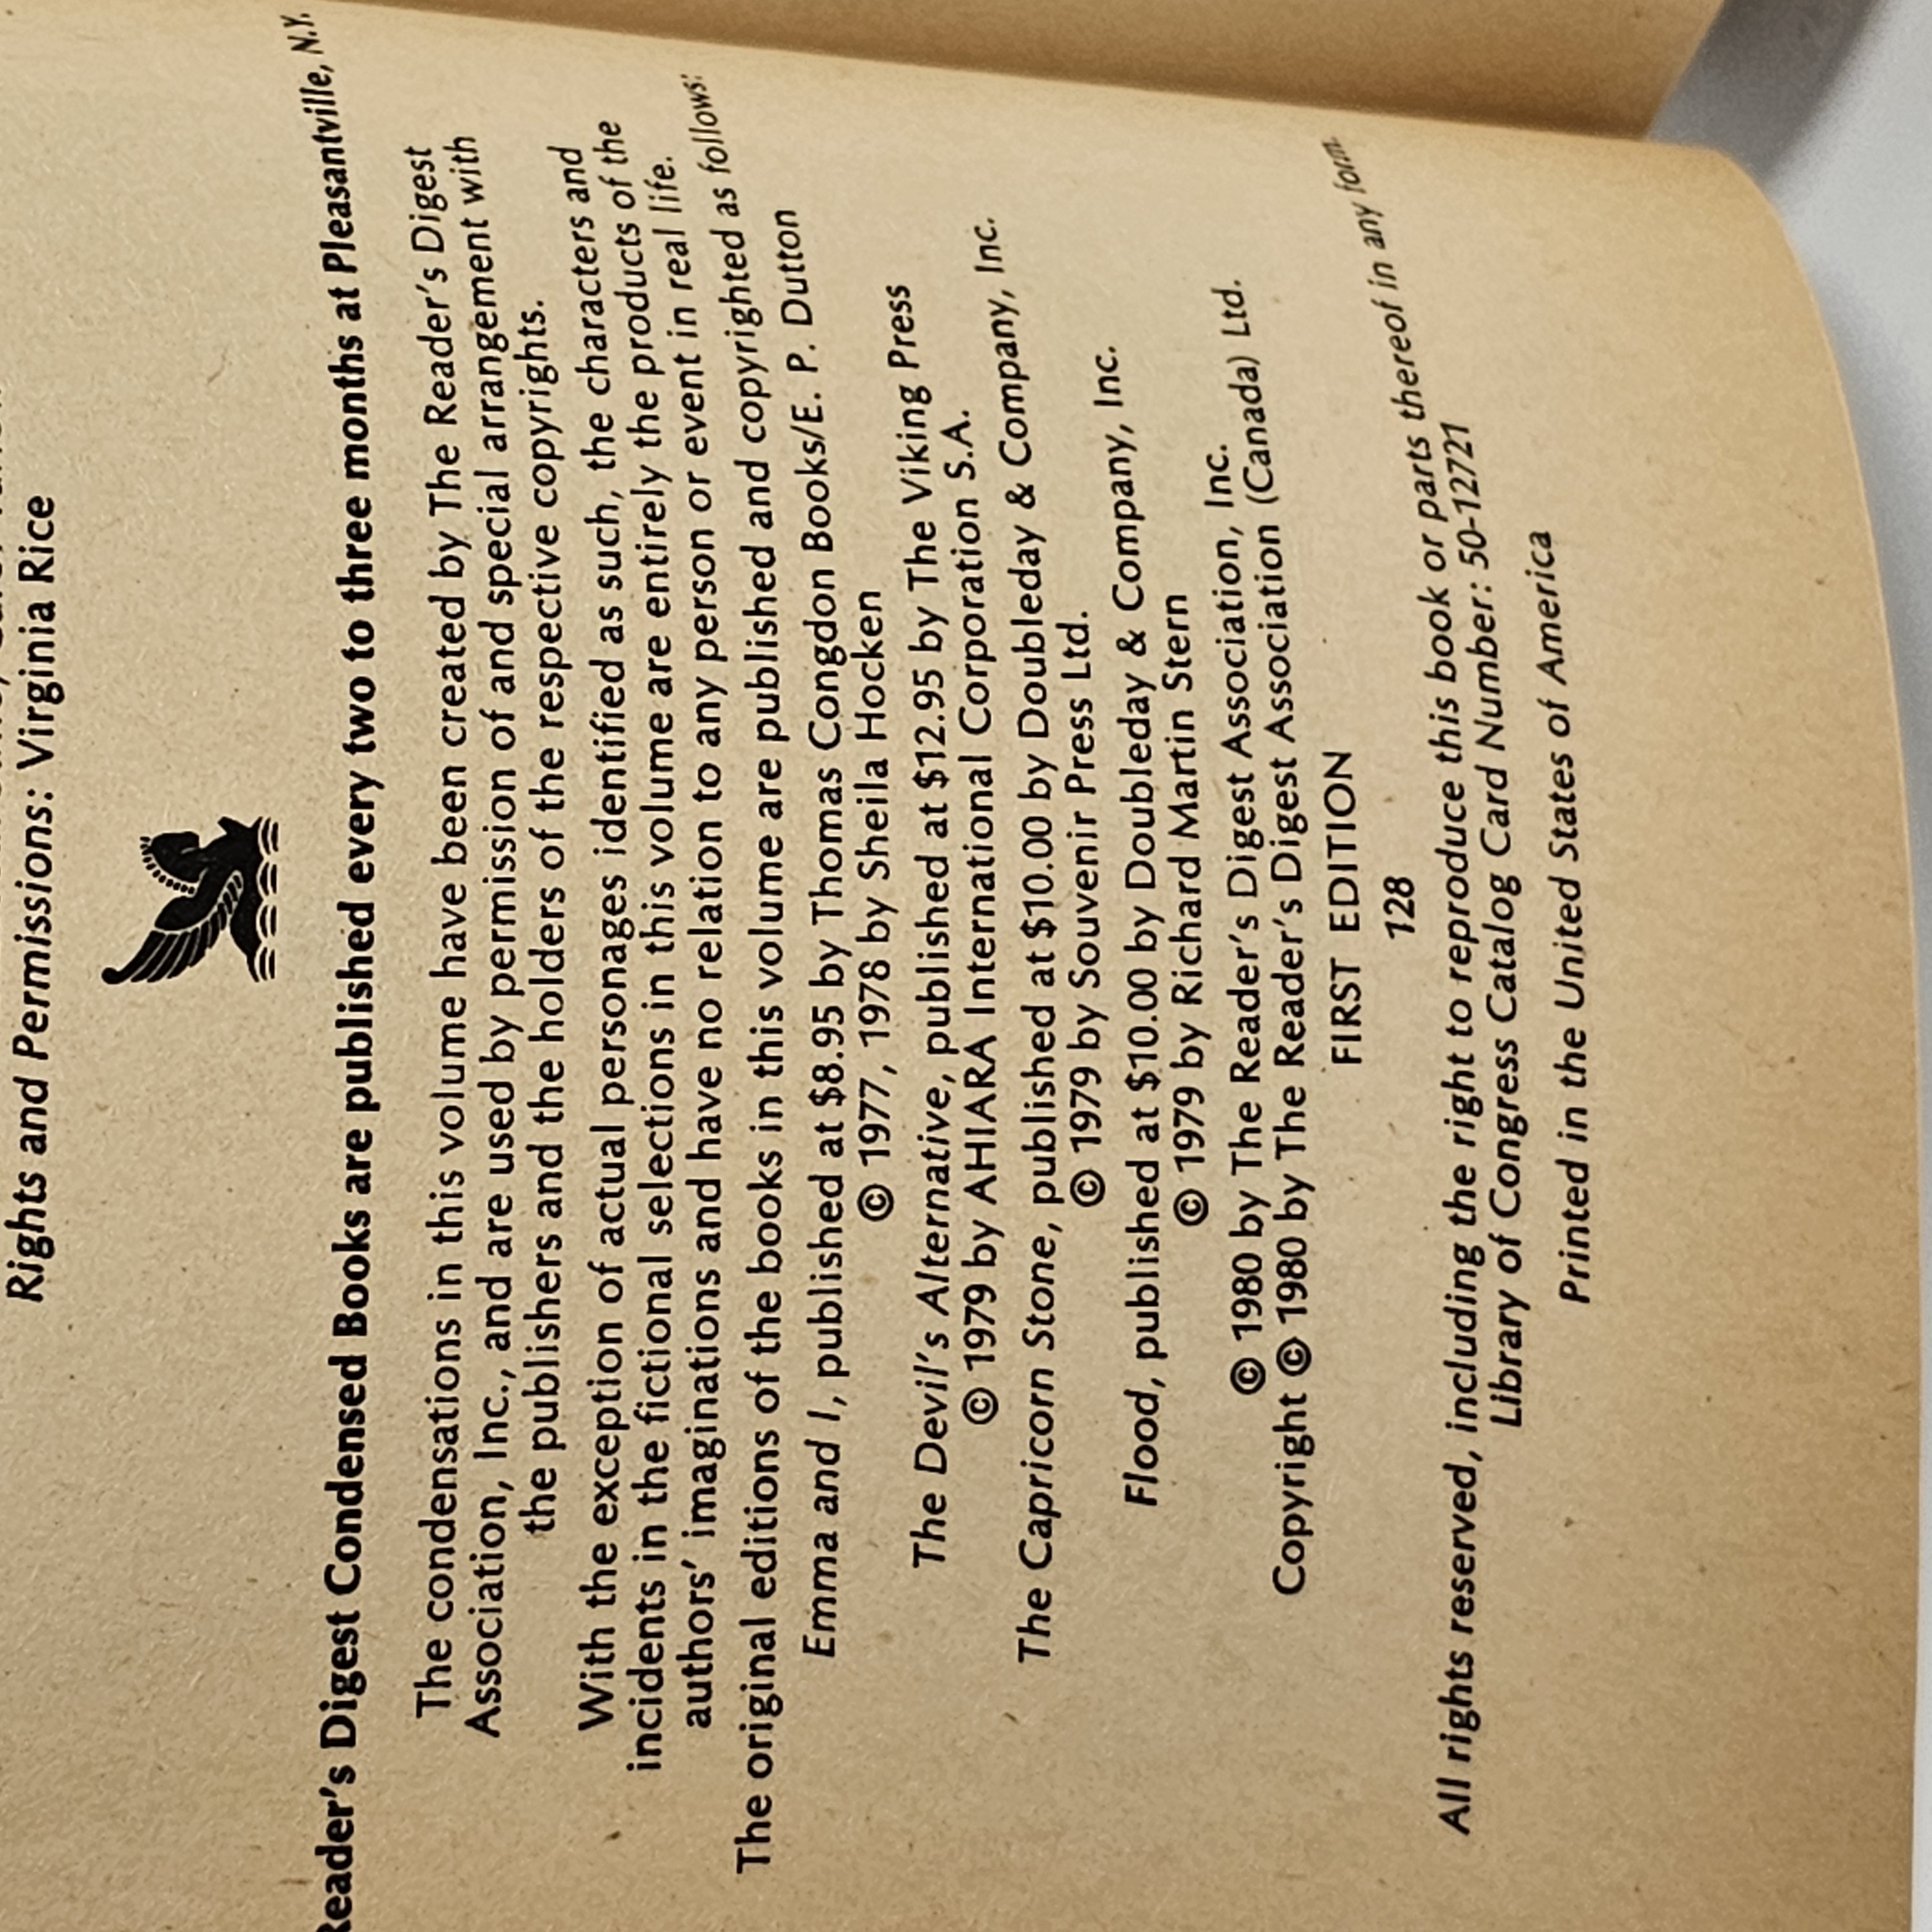 Rights and Permissions: Virginia Rice
Reader's Digest Condensed Books are published every two to three months at Pleasantville, N.Y.
The condensations in this volume have been created by The Reader's Digest
Association, Inc., and are used by permission of and special arrangement with
the publishers and the holders of the respective copyrights.
With the exception of actual personages identified as such, the characters and
incidents in the fictional selections in this volume are entirely the products of the
authors' imaginations and have no relation to any person or event in real life.
The original editions of the books in this volume are published and copyrighted as follows:
Emma and I, published at $8.95 by Thomas Congdon Books/E. P. Dutton
© 1977, 1978 by Sheila Hocken
The Devil's Alternative, published at $12.95 by The Viking Press
© 1979 by AHIARA International Corporation S.A.
The Capricorn Stone, published at $10.00 by Doubleday & Company, Inc.
© 1979 by Souvenir Press Ltd.
Flood, published at $10.00 by Doubleday & Company, Inc.
© 1979 by Richard Martin Stern
© 1980 by The Reader's Digest Association, Inc.
Copyright © 1980 by The Reader's Digest Association (Canada) Ltd.
FIRST EDITION
128
All rights reserved, including the right to reproduce this book or parts thereof in any form.
Library of Congress Catalog Card Number: 50-12721
Printed in the United States of America